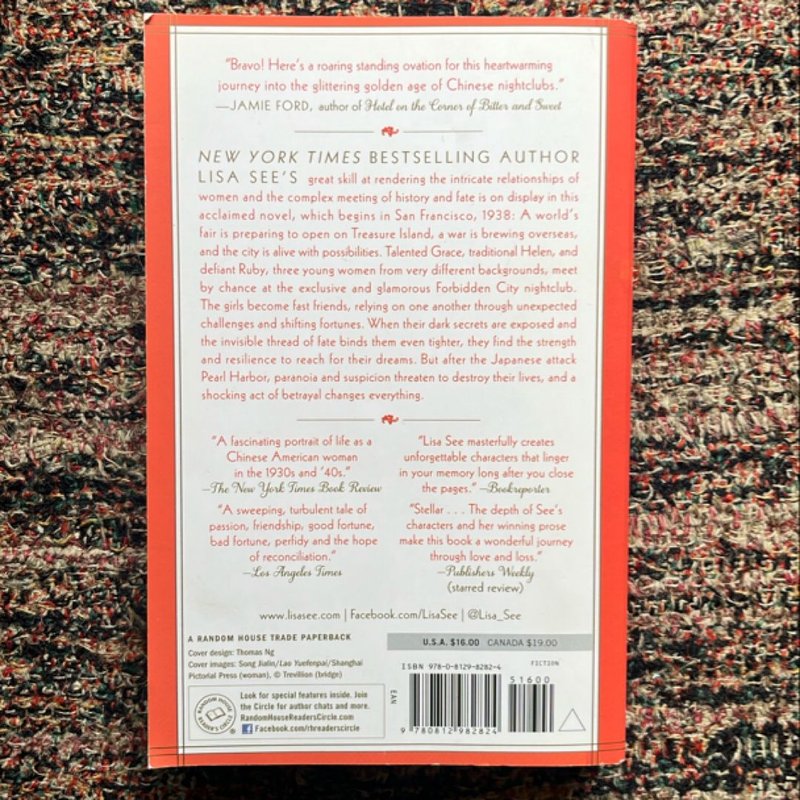 "Bravo! Here's a roaring standing ovation for this heartwarming
journey into the glittering golden age of Chinese nightclubs."
—JAMIE FORD, author of Hotel on the Corner of Bitter and Sweet
NEW YORK TIMES BESTSELLING AUTHOR
LISA SEE'S great skill at rendering the intricate relationships of
women and the complex meeting of history and fate is on display in this
acclaimed novel, which begins in San Francisco, 1938: A world's
fair is preparing to open on Treasure Island, a war is brewing overseas,
and the city is alive with possibilities. Talented Grace, traditional Helen, and
defiant Ruby, three young women from very different backgrounds, meet
by chance at the exclusive and glamorous Forbidden City nightclub.
The girls become fast friends, relying on one another through unexpected
challenges and shifting fortunes. When their dark secrets are exposed and
the invisible thread of fate binds them even tighter, they find the strength
and resilience to reach for their dreams. But after the Japanese attack
Pearl Harbor, paranoia and suspicion threaten to destroy their lives, and a
shocking act of betrayal changes everything.
"A fascinating portrait of life as a
Chinese American woman
in the 1930s and '40s."
—The New York Times Book Review
"A sweeping, turbulent tale of
passion, friendship, good fortune,
bad fortune, perfidy and the hope
of reconciliation."
—Los Angeles Times
"Lisa See masterfully creates
unforgettable characters that linger
in your memory long after you close
the pages." —Bookreporter
"Stellar . . . The depth of See's
characters and her winning prose
make this book a wonderful journey
through love and loss."
—Publishers Weekly
(starred review)
www.lisasee.com | Facebook.com/LisaSee | @Lisa_See
A RANDOM HOUSE TRADE PAPERBACK
Cover design: Thomas Ng
Cover images: Song Jialin/Lao Yuefenpai/Shanghai
Pictorial Press (woman), © Trevillion (bridge)
RANDOM HOUSE
READER'S CIRCLE
Look for special features inside. Join
the Circle for author chats and more.
RandomHouseReadersCircle.com
Facebook.com/rhreaderscircle
U.S.A. $16.00 CANADA $19.00
ISBN 978-0-8129-8282-4
FICTION
51600
EAN
9 780812 982824